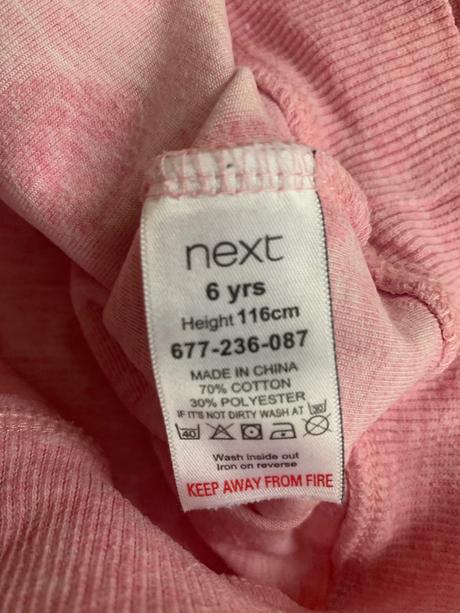 next
6 yrs
Height 116cm
677-236-087
MADE IN CHINA
70% COTTON
30% POLYESTER
IF IT'S NOT DIRTY WASH AT 30°
40
Wash inside out
Iron on reverse
KEEP AWAY FROM FIRE